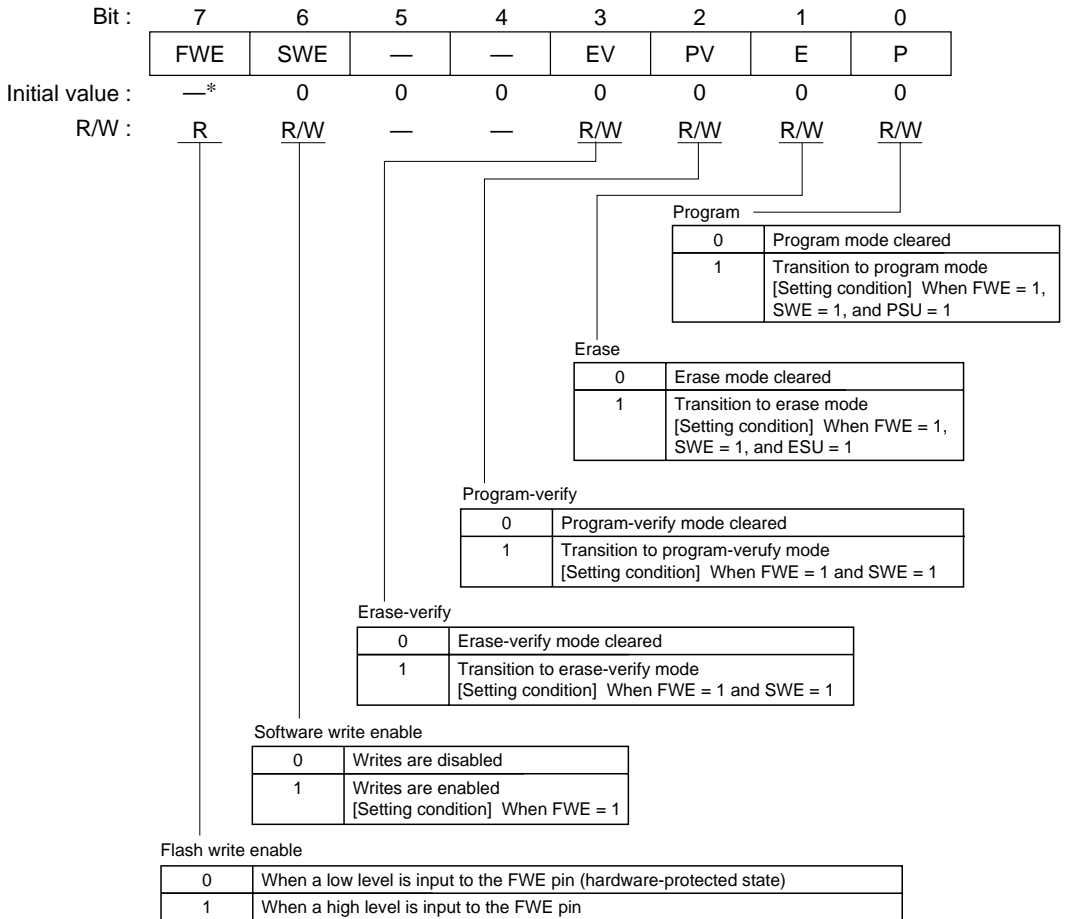 Bit : 7 6 5 4 3 2 1 0
FWE SWE — — EV PV E P
Initial value : —* 0 0 0 0 0 0 0
R/W : R R/W — — R/W R/W R/W R/W
Program
0 Program mode cleared
1 Transition to program mode
[Setting condition] When FWE = 1,
SWE = 1, and PSU = 1
Erase
0 Erase mode cleared
1 Transition to erase mode
[Setting condition] When FWE = 1,
SWE = 1, and ESU = 1
Program-verify
0 Program-verify mode cleared
1 Transition to program-verufy mode
[Setting condition] When FWE = 1 and SWE = 1
Erase-verify
0 Erase-verify mode cleared
1 Transition to erase-verify mode
[Setting condition] When FWE = 1 and SWE = 1
Software write enable
0 Writes are disabled
1 Writes are enabled
[Setting condition] When FWE = 1
Flash write enable
0 When a low level is input to the FWE pin (hardware-protected state)
1 When a high level is input to the FWE pin